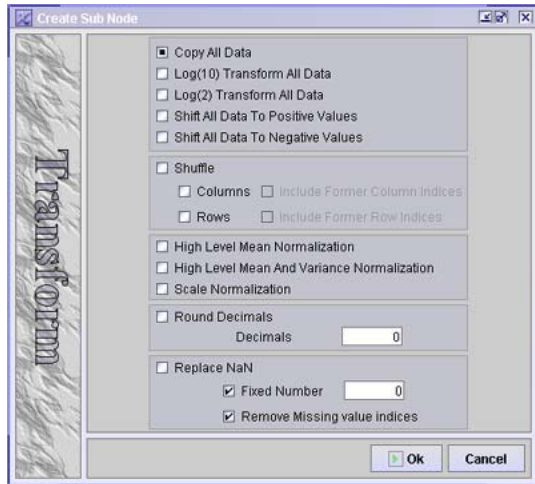 Create Sub Node
Transform
Copy All Data
Log(10) Transform All Data
Log(2) Transform All Data
Shift All Data To Positive Values
Shift All Data To Negative Values
Shuffle
Columns Include Former Column Indices
Rows Include Former Row Indices
High Level Mean Normalization
High Level Mean And Variance Normalization
Scale Normalization
Round Decimals
Decimals 0
Replace NaN
Fixed Number 0
Remove Missing value indices
Ok Cancel